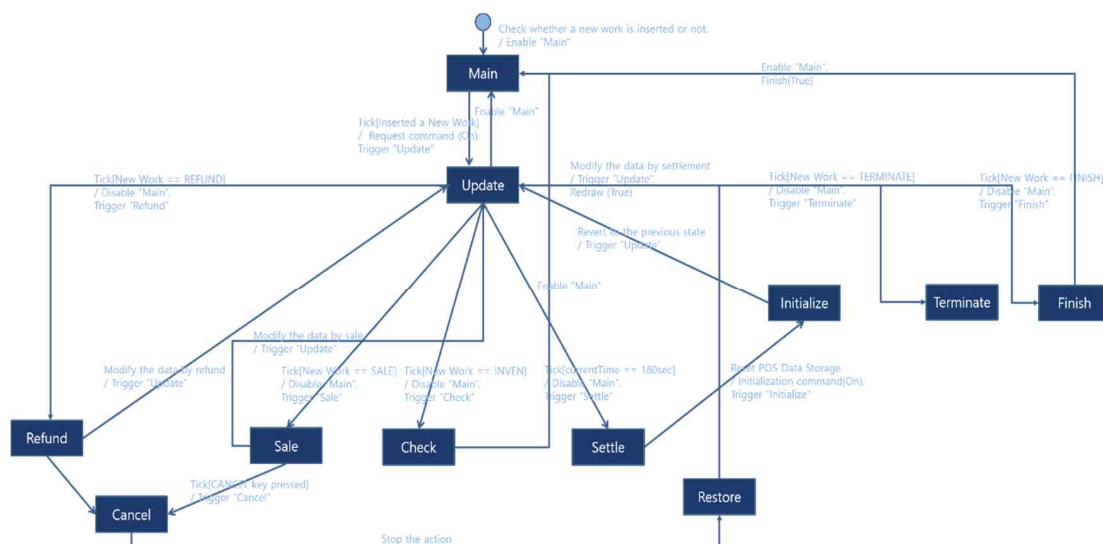 Check whether a new work is inserted or not.
/ Enable "Main"
Main
Enable "Main".
Finish(True)
Enable "Main"
Tick[Inserted a New Work]
/ Request command (On).
Trigger "Update"
Tick[New Work == REFUND]
/ Disable "Main".
Trigger "Refund"
Update
Modify the data by settlement
/ Trigger "Update".
Redraw (True)
Tick[New Work == TERMINATE]
/ Disable "Main".
Trigger "Terminate"
Tick[New Work == FINISH]
/ Disable "Main".
Trigger "Finish"
Revert to the previous state
/ Trigger "Update"
Enable "Main"
Initialize
Terminate
Finish
Modify the data by sale
/ Trigger "Update"
Modify the data by refund
/ Trigger "Update"
Tick[New Work == SALE]
/ Disable "Main".
Trigger "Sale"
Tick[New Work == INVEN]
/ Disable "Main".
Trigger "Check"
Tick[currentTime == 180sec]
/ Disable "Main".
Trigger "Settle"
Reset POS Data Storage
/ Initialization command(On).
Trigger "Initialize"
Refund
Sale
Check
Settle
Tick[CANCEL key pressed]
/ Trigger "Cancel"
Restore
Cancel
Stop the action